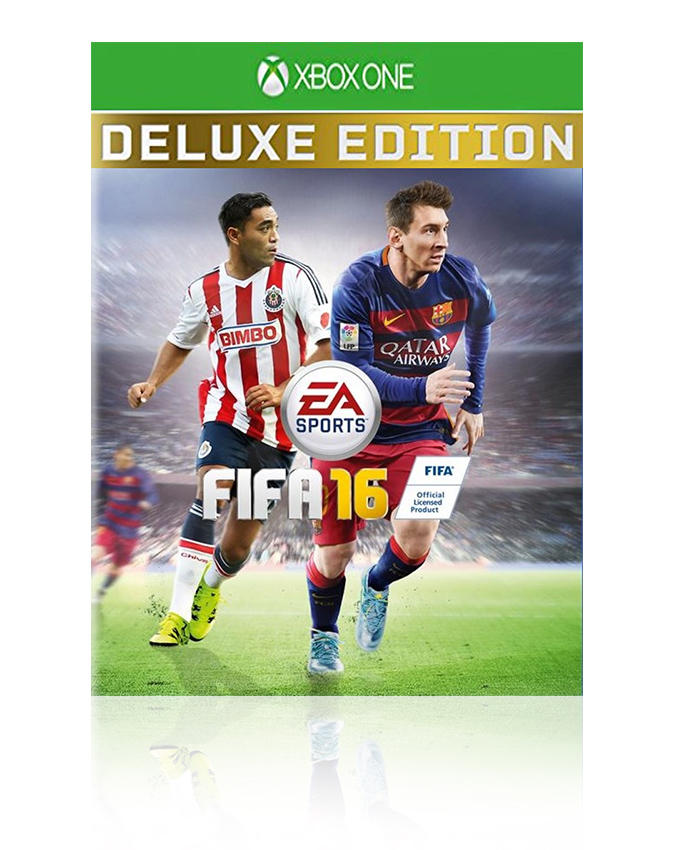 XBOX ONE
DELUXE EDITION
BIMBO
LFP
QATAR
AIRWAYS
EA
SPORTS
FIFA 16
FIFA
Official
Licensed
Product